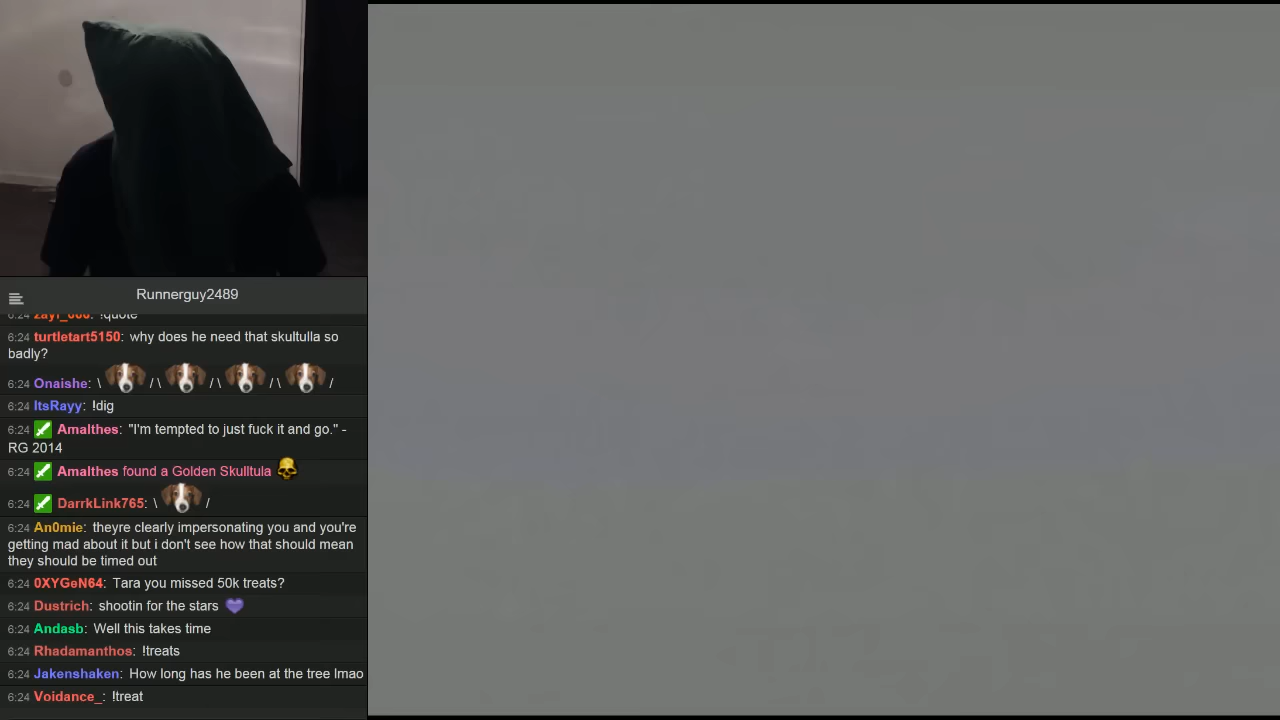 Runnerguy2489
6:24 zayl_666: !quote
6:24 turtletart5150: why does he need that skultulla so
badly?
6:24 Onaishe: \ / \ / \ / \ /
6:24 ItsRayy: !dig
6:24 Amalthes: "I'm tempted to just fuck it and go." -
RG 2014
6:24 Amalthes found a Golden Skulltula
6:24 DarrkLink765: \ /
6:24 An0mie: theyre clearly impersonating you and you're
getting mad about it but i don't see how that should mean
they should be timed out
6:24 0XYGeN64: Tara you missed 50k treats?
6:24 Dustrich: shootin for the stars
6:24 Andasb: Well this takes time
6:24 Rhadamanthos: !treats
6:24 Jakenshaken: How long has he been at the tree lmao
6:24 Voidance_: !treat